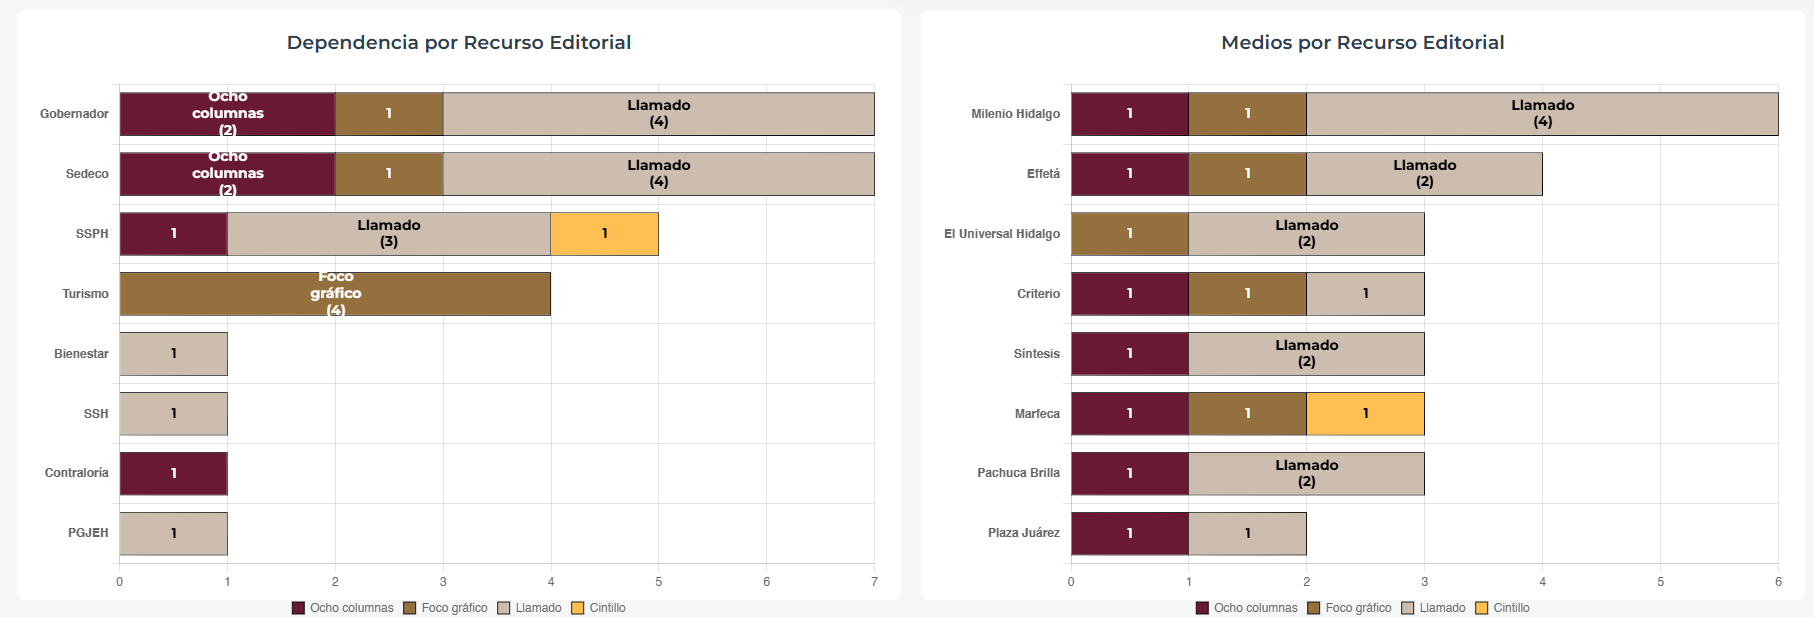 Dependencia por Recurso Editorial
Gobernador
Ocho
columnas
(2)
1
Llamado
(4)
Sedeco
Ocho
columnas
(2)
1
Llamado
(4)
SSPH
1
Llamado
(3)
1
Turismo
Foco
gráfico
(4)
Bienestar
1
SSH
1
Contraloría
1
PGJEH
1
0 1 2 3 4 5 6 7
Ocho columnas Foco gráfico Llamado Cintillo
Medios por Recurso Editorial
Milenio Hidalgo
1
1
Llamado
(4)
Effetá
1
1
Llamado
(2)
El Universal Hidalgo
1
Llamado
(2)
Criterio
1
1
1
Síntesis
1
Llamado
(2)
Marfeca
1
1
1
Pachuca Brilla
1
Llamado
(2)
Plaza Juárez
1
1
0 1 2 3 4 5 6
Ocho columnas Foco gráfico Llamado Cintillo